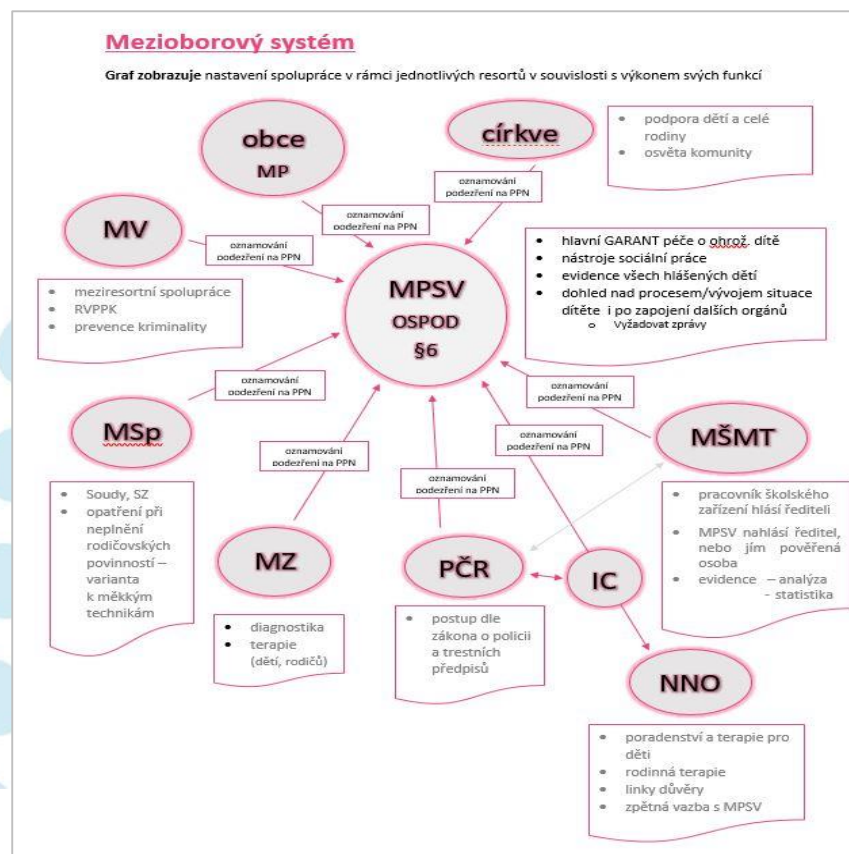 Mezioborový systém
Graf zobrazuje nastavení spolupráce v rámci jednotlivých resortů v souvislosti s výkonem svých funkcí
obce
MP
církve
• podpora dětí a celé
rodiny
• osvěta komunity
oznamování
podezření na PPN
oznamování
podezření na PPN
MV
oznamování
podezření na PPN
• meziresortní spolupráce
• RVPPK
• prevence kriminality
MPSV
OSPOD
§6
• hlavní GARANT péče o ohrož. dítě
• nástroje sociální práce
• evidence všech hlášených dětí
• dohled nad procesem/vývojem situace
dítěte i po zapojení dalších orgánů
o Vyžadovat zprávy
oznamování
podezření na PPN
MSp
• Soudy, SZ
• opatření při
neplnění
rodičovských
povinností –
varianta
k měkkým
technikám
oznamování
podezření na PPN
MZ
• diagnostika
• terapie
(dětí, rodičů)
oznamování
podezření na PPN
PČR
• postup dle
zákona o policii
a trestních
předpisů
oznamování
podezření na PPN
IC
oznamování
podezření na PPN
MŠMT
• pracovník školského
zařízení hlásí řediteli
• MPSV nahlásí ředitel,
nebo jím pověřená
osoba
• evidence – analýza
- statistika
NNO
• poradenství a terapie pro
děti
• rodinná terapie
• linky důvěry
• zpětná vazba s MPSV